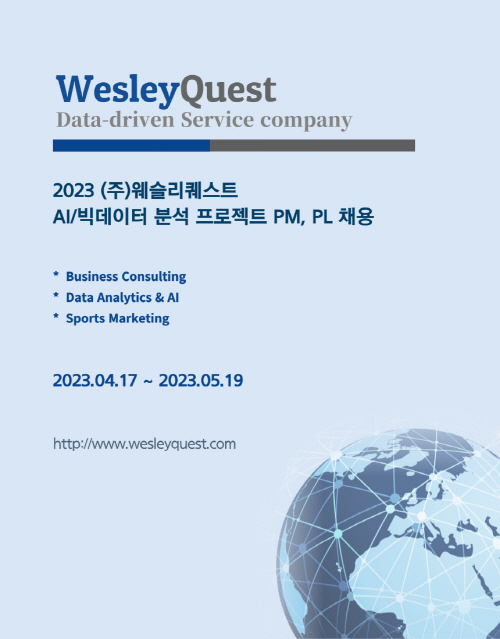 WesleyQuest
Data-driven Service company
2023 (주)웨슬리퀘스트
AI/빅데이터 분석 프로젝트 PM, PL 채용
* Business Consulting
* Data Analytics & AI
* Sports Marketing
2023.04.17 ~ 2023.05.19
http://www.wesleyquest.com